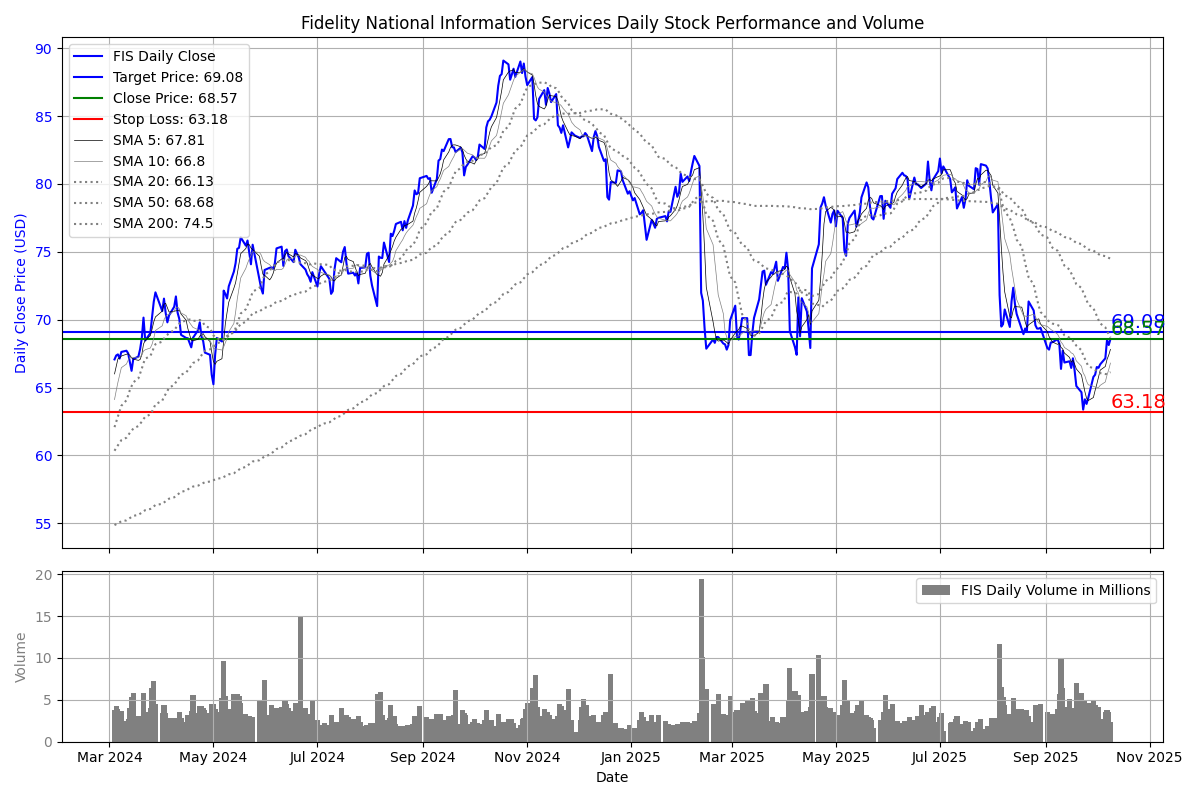 Fidelity National Information Services Daily Stock Performance and Volume
90
85
80
75
70
65
60
55
Daily Close Price (USD)
FIS Daily Close
Target Price: 69.08
Close Price: 68.57
Stop Loss: 63.18
SMA 5: 67.81
SMA 10: 66.8
SMA 20: 66.13
SMA 50: 68.68
SMA 200: 74.5
69.08
68.57
63.18
20
15
10
5
0
Volume
FIS Daily Volume in Millions
Mar 2024 May 2024 Jul 2024 Sep 2024 Nov 2024 Jan 2025 Mar 2025 May 2025 Jul 2025 Sep 2025 Nov 2025
Date